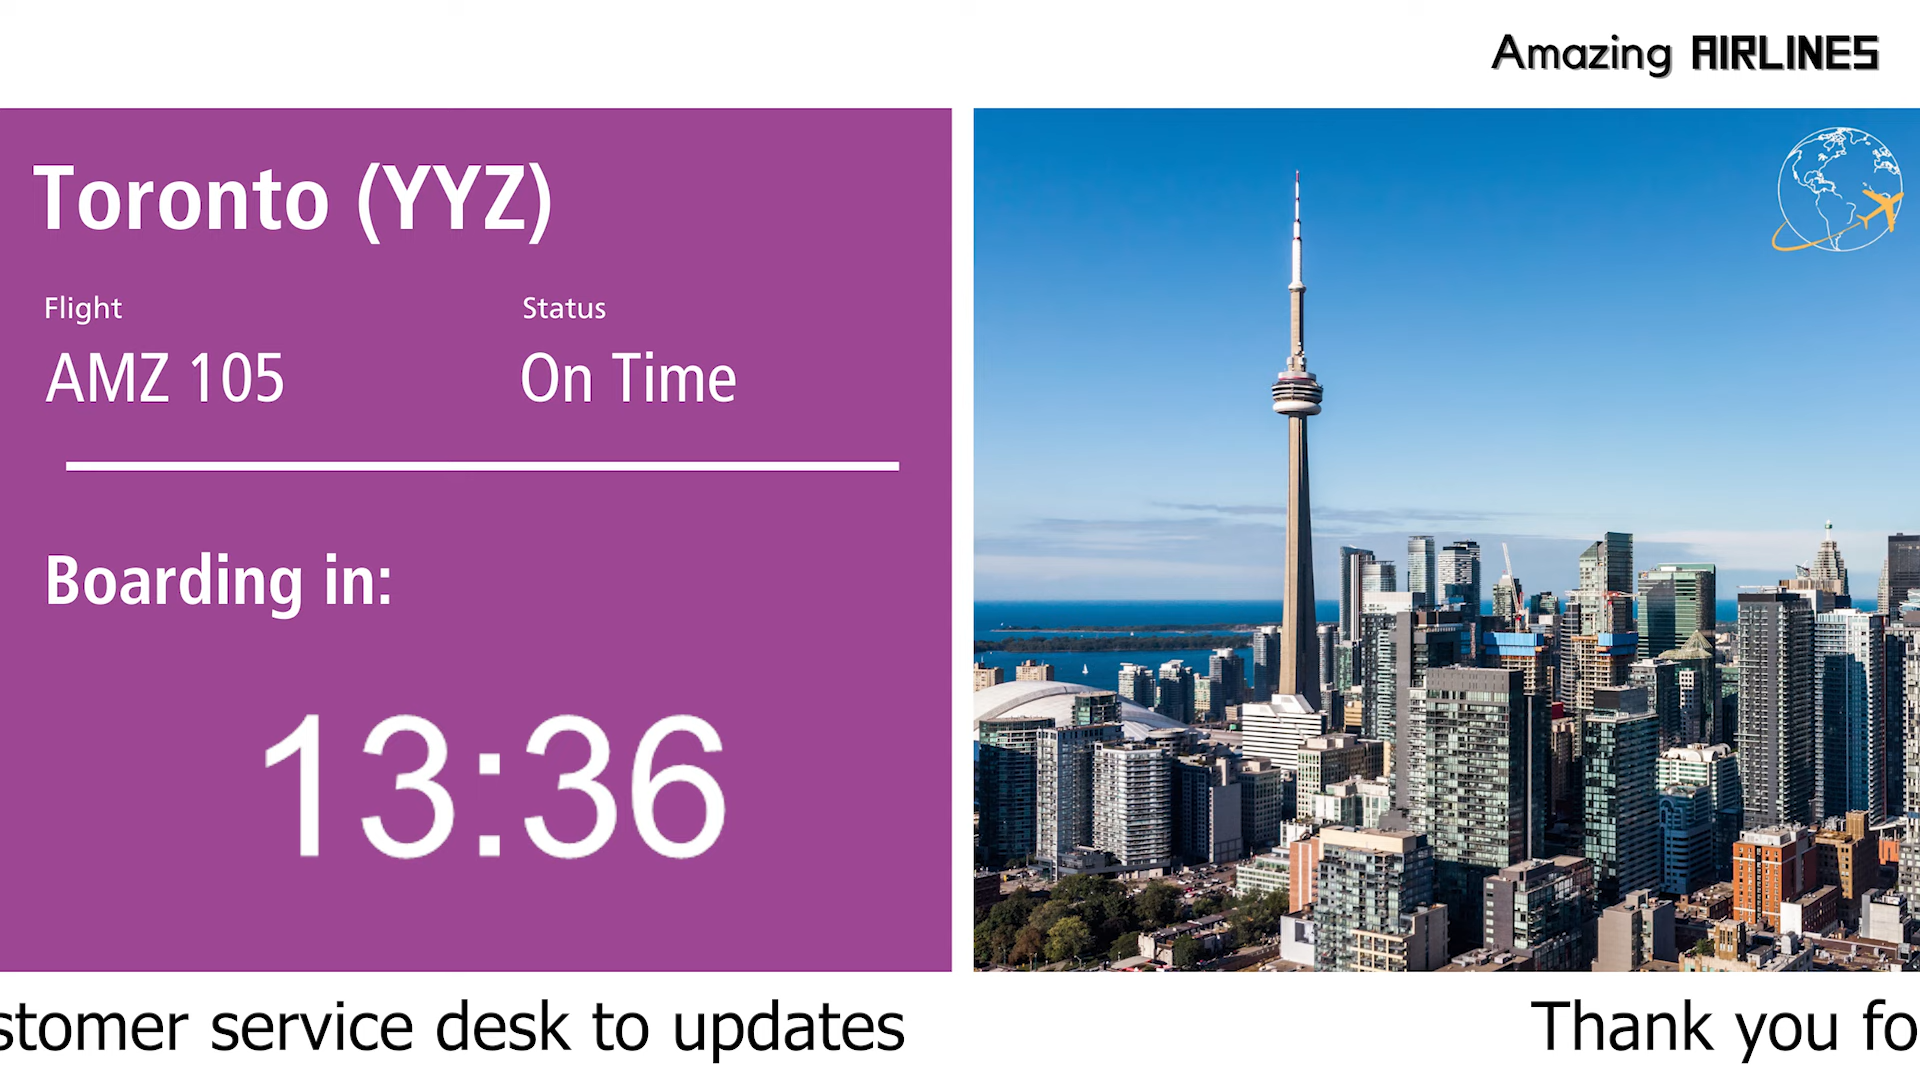 Amazing AIRLINES
Toronto (YYZ)
Flight
Status
AMZ 105
On Time
Boarding in:
13:36
stomer service desk to updates
Thank you fo